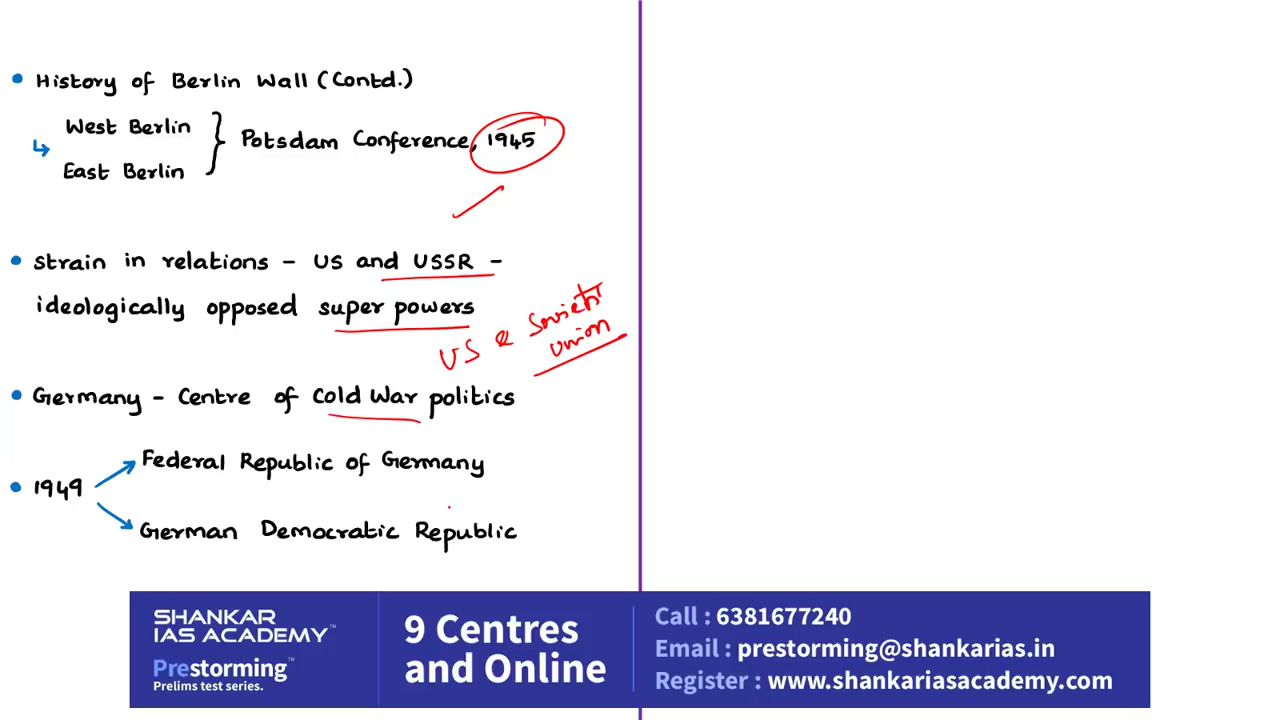 • History of Berlin Wall (Contd.)
↳ West Berlin
East Berlin } Potsdam Conference, 1945
• strain in relations – US and USSR –
ideologically opposed super powers
US & Soviet
Union
• Germany – Centre of Cold War politics
• 1949
Federal Republic of Germany
German Democratic Republic
SHANKAR
IAS ACADEMY™
Prestorming™
Prelims test series.
9 Centres
and Online
Call : 6381677240
Email : prestorming@shankarias.in
Register : www.shankariasacademy.com